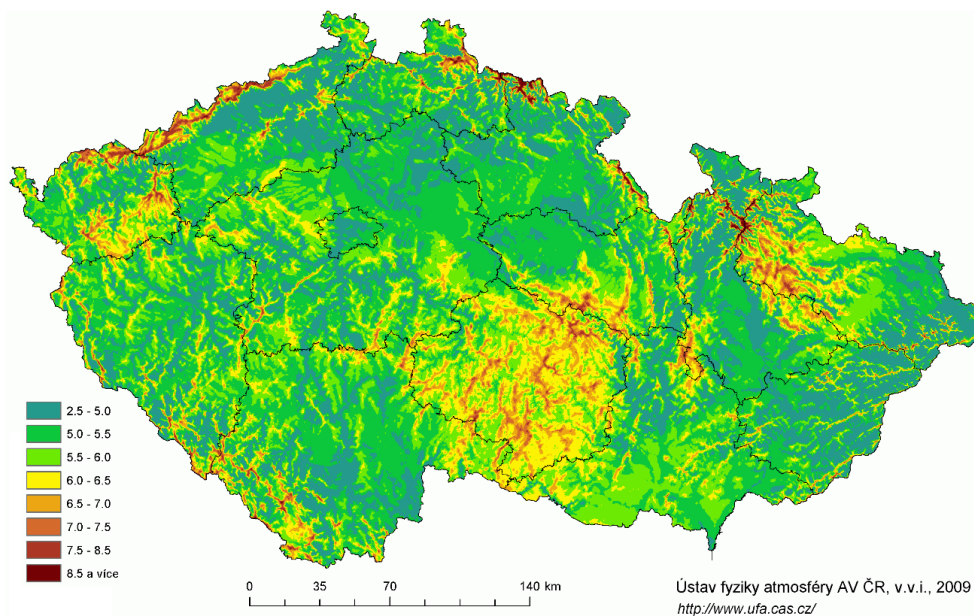 2.5 - 5.0
5.0 - 5.5
5.5 - 6.0
6.0 - 6.5
6.5 - 7.0
7.0 - 7.5
7.5 - 8.5
8.5 a více
0 35 70 140 km
Ústav fyziky atmosféry AV ČR, v.v.i., 2009
http://www.ufa.cas.cz/